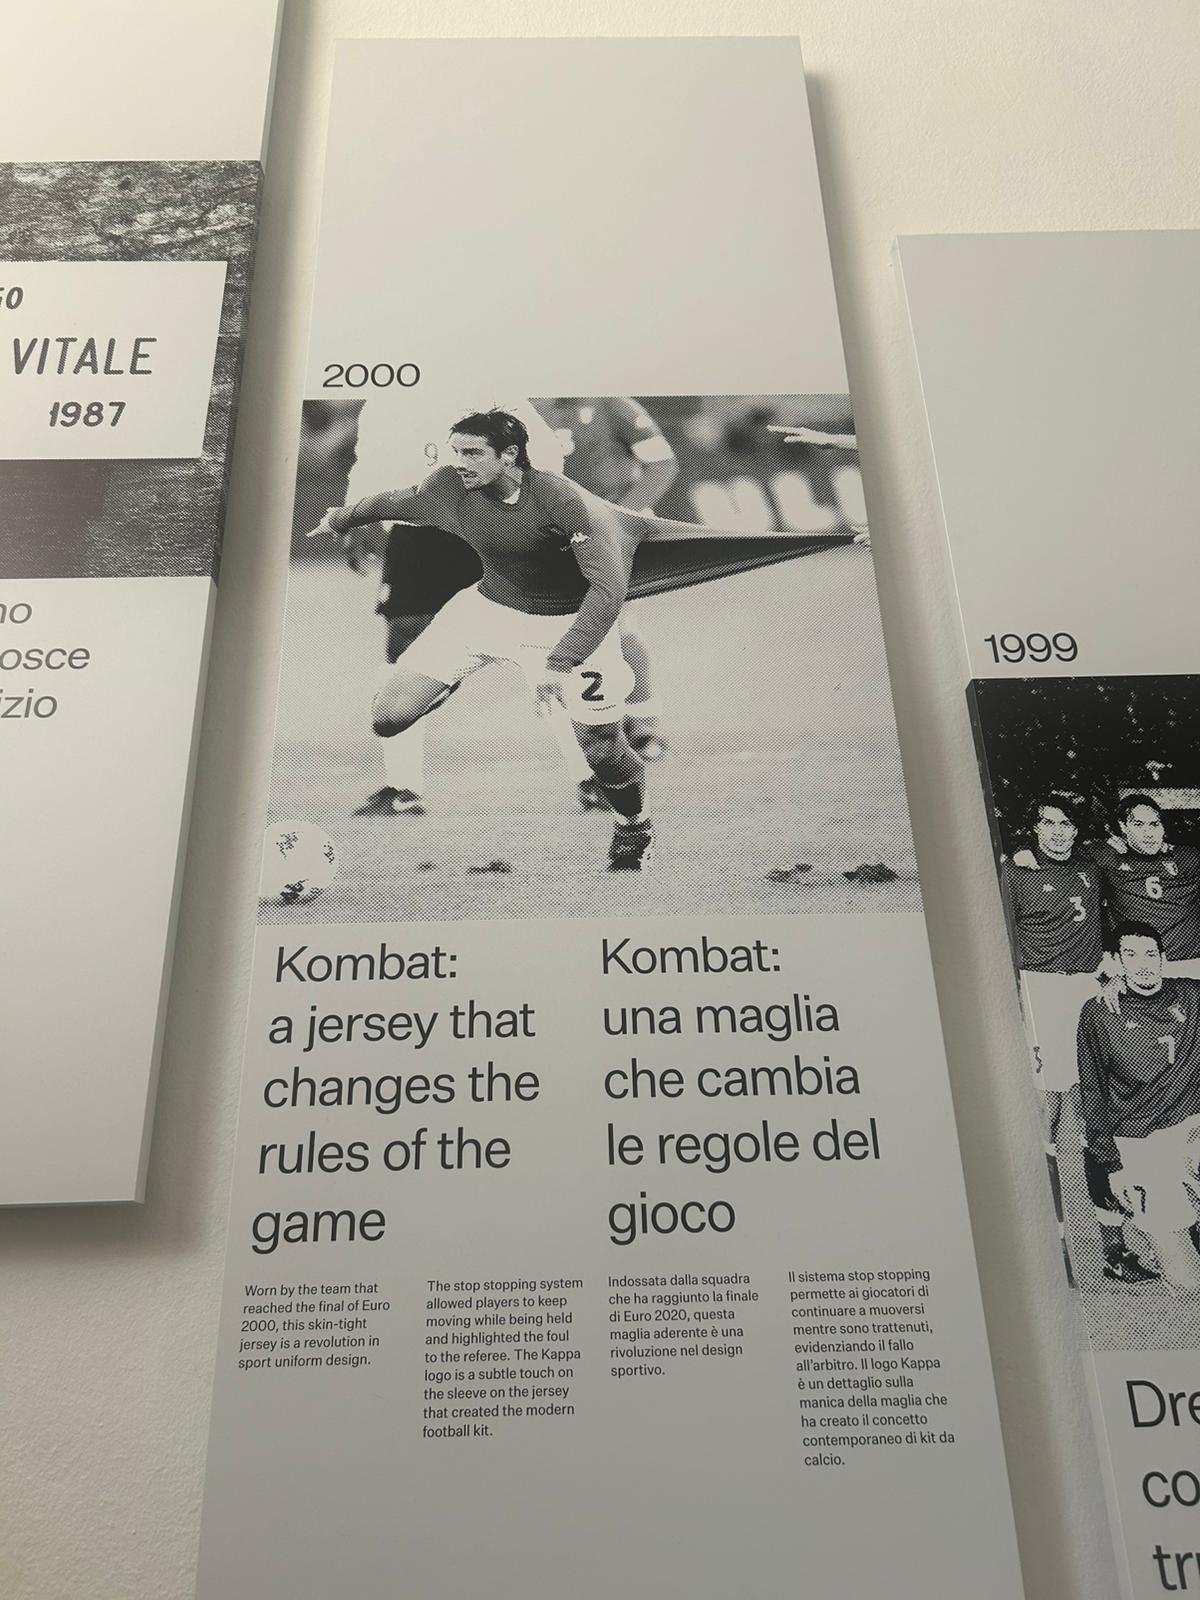 VITALE
1987
2000
9
2
Kombat:
a jersey that
changes the
rules of the
game
Kombat:
una maglia
che cambia
le regole del
gioco
Worn by the team that
reached the final of Euro
2000, this skin-tight
jersey is a revolution in
sport uniform design.
The stop stopping system
allowed players to keep
moving while being held
and highlighted the foul
to the referee. The Kappa
logo is a subtle touch on
the sleeve on the jersey
that created the modern
football kit.
Indossata dalla squadra
che ha raggiunto la finale
di Euro 2020, questa
maglia aderente è una
rivoluzione nel design
sportivo.
Il sistema stop stopping
permette ai giocatori di
continuare a muoversi
mentre sono trattenuti,
evidenziando il fallo
all'arbitro. Il logo Kappa
è un dettaglio sulla
manica della maglia che
ha creato il concetto
contemporaneo di kit da
calcio.
1999
3
6
7